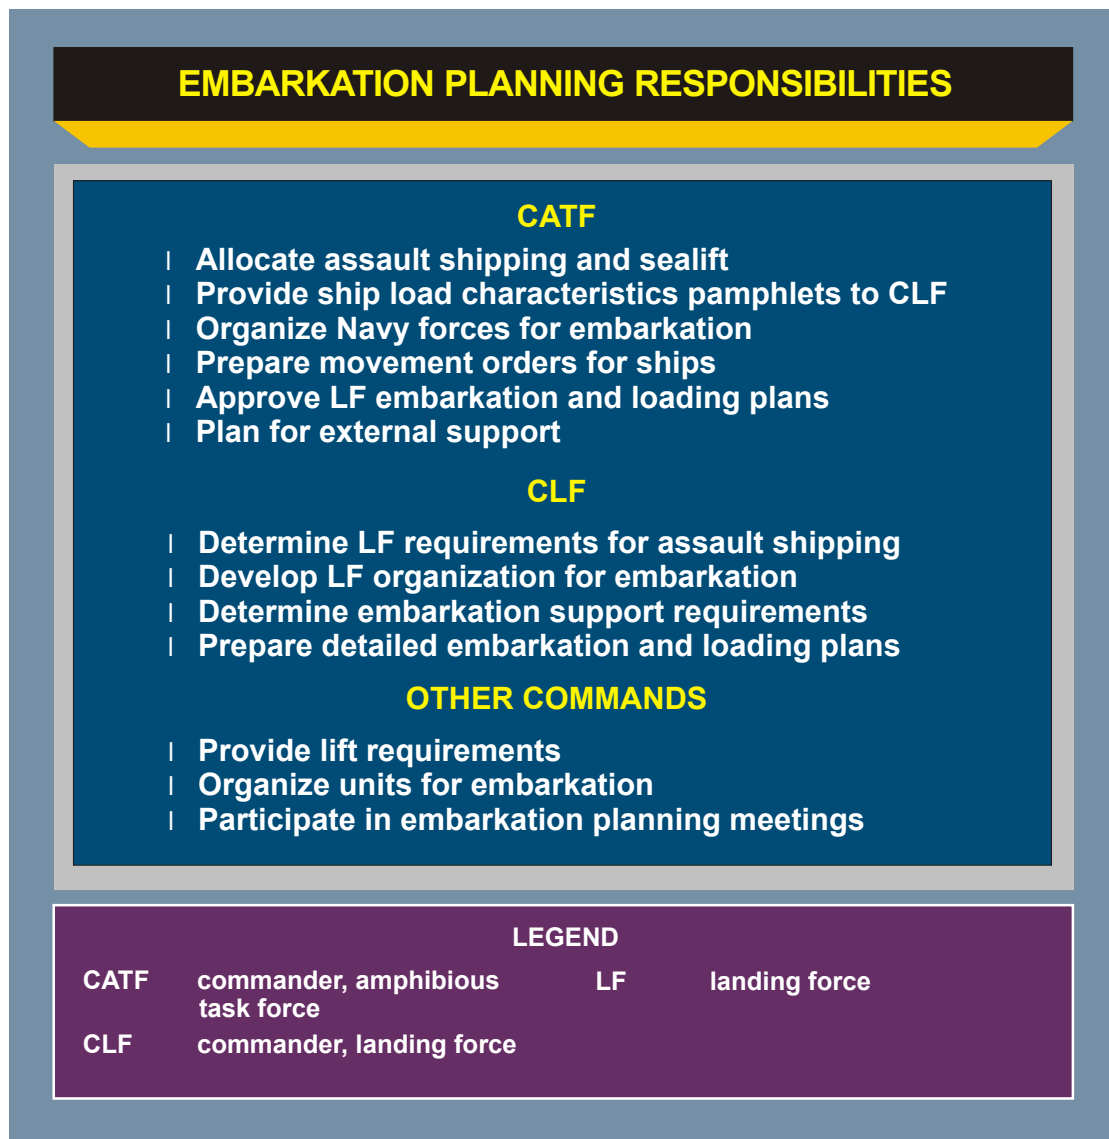 EMBARKATION PLANNING RESPONSIBILITIES
CATF
l Allocate assault shipping and sealift
l Provide ship load characteristics pamphlets to CLF
l Organize Navy forces for embarkation
l Prepare movement orders for ships
l Approve LF embarkation and loading plans
l Plan for external support
CLF
l Determine LF requirements for assault shipping
l Develop LF organization for embarkation
l Determine embarkation support requirements
l Prepare detailed embarkation and loading plans
OTHER COMMANDS
l Provide lift requirements
l Organize units for embarkation
l Participate in embarkation planning meetings
LEGEND
CATF commander, amphibious
task force
CLF commander, landing force
LF landing force